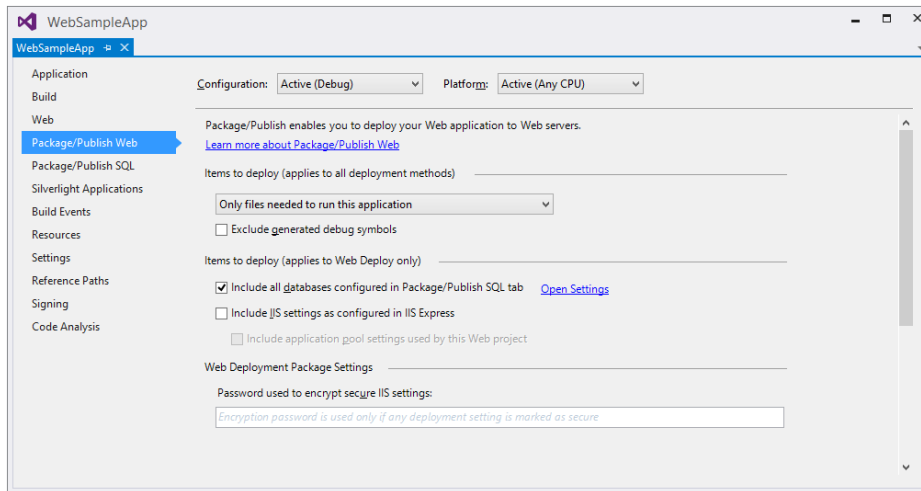 WebSampleApp
WebSampleApp
Application
Build
Web
Package/Publish Web
Package/Publish SQL
Silverlight Applications
Build Events
Resources
Settings
Reference Paths
Signing
Code Analysis
Configuration: Active (Debug) Platform: Active (Any CPU)
Package/Publish enables you to deploy your Web application to Web servers.
Learn more about Package/Publish Web
Items to deploy (applies to all deployment methods)
Only files needed to run this application
Exclude generated debug symbols
Items to deploy (applies to Web Deploy only)
Include all databases configured in Package/Publish SQL tab Open Settings
Include IIS settings as configured in IIS Express
Include application pool settings used by this Web project
Web Deployment Package Settings
Password used to encrypt secure IIS settings:
Encryption password is used only if any deployment setting is marked as secure